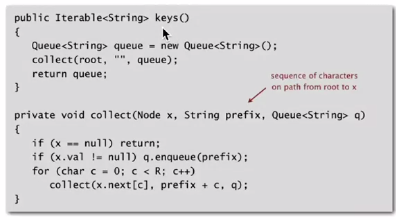 public Iterable<String> keys()
{
Queue<String> queue = new Queue<String>();
collect(root, "", queue);
return queue;
}
sequence of characters
on path from root to x
private void collect(Node x, String prefix, Queue<String> q)
{
if (x == null) return;
if (x.val != null) q.enqueue(prefix);
for (char c = 0; c < R; c++)
collect(x.next[c], prefix + c, q);
}